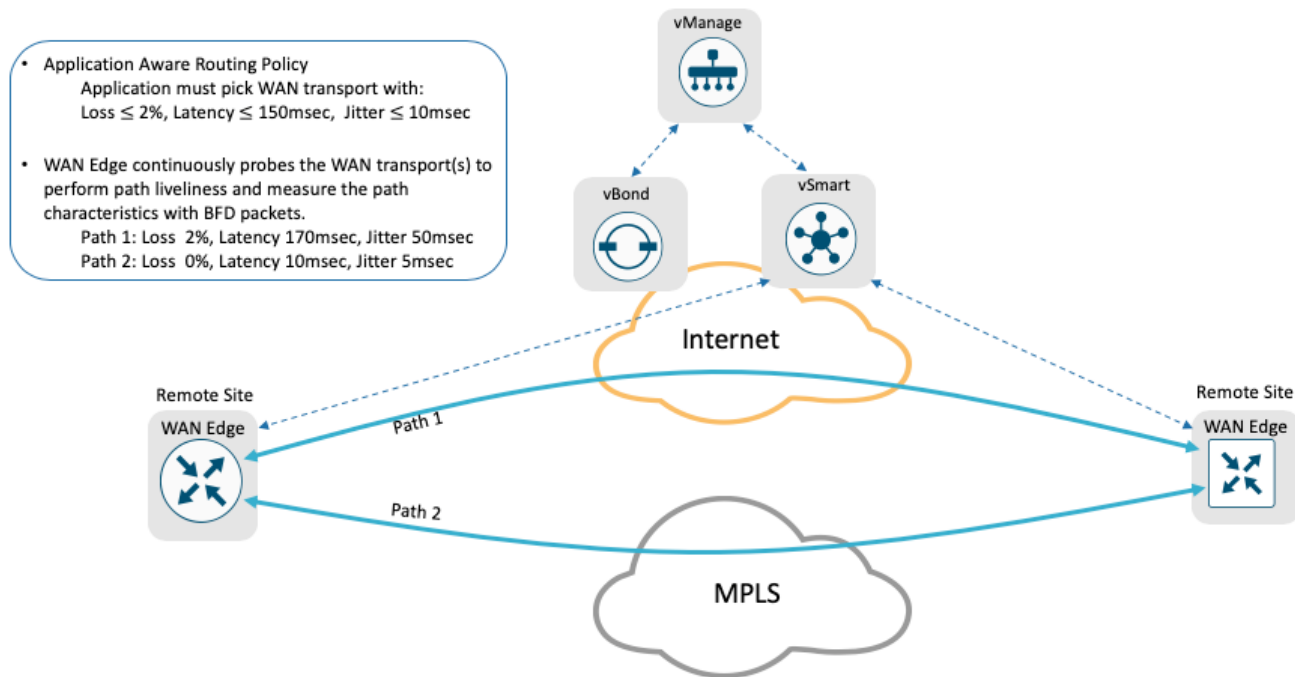 vManage
• Application Aware Routing Policy
Application must pick WAN transport with:
Loss ≤ 2%, Latency ≤ 150msec, Jitter ≤ 10msec
• WAN Edge continuously probes the WAN transport(s) to
perform path liveliness and measure the path
characteristics with BFD packets.
Path 1: Loss 2%, Latency 170msec, Jitter 50msec
Path 2: Loss 0%, Latency 10msec, Jitter 5msec
vBond
vSmart
Internet
Remote Site
WAN Edge
Path 1
Remote Site
WAN Edge
Path 2
MPLS